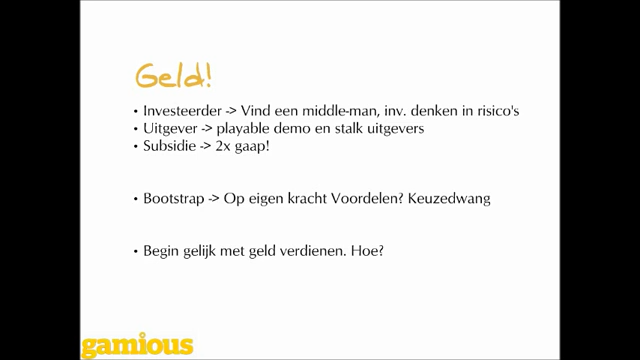 Geld!
• Investeerder -> Vind een middle-man, inv. denken in risico's
• Uitgever -> playable demo en stalk uitgevers
• Subsidie -> 2x gaap!
• Bootstrap -> Op eigen kracht Voordelen? Keuzedwang
• Begin gelijk met geld verdienen. Hoe?
gamious